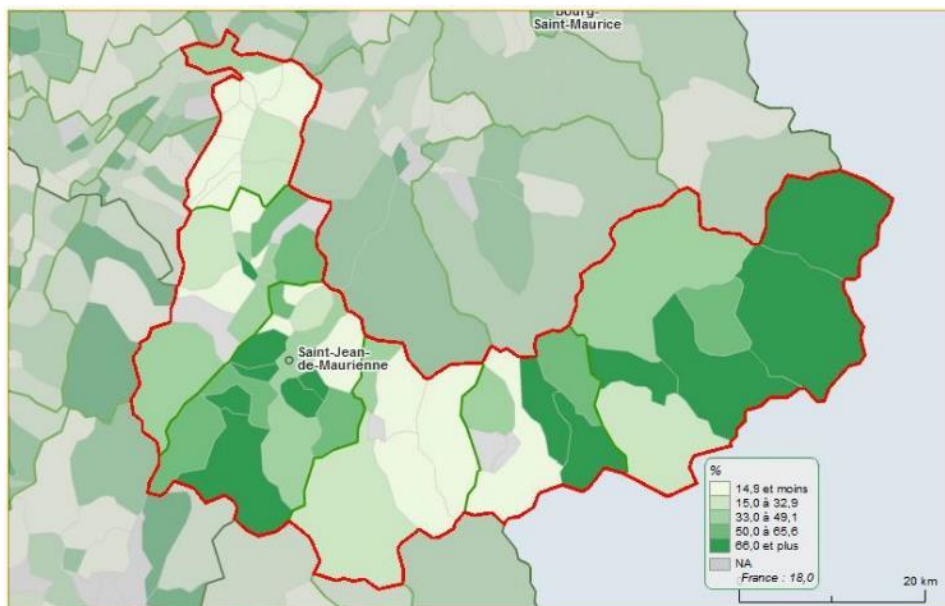 Bourg-
Saint-Maurice
Saint-Jean-
de-Maurienne
%
14,9 et moins
15,0 à 32,9
33,0 à 49,1
50,0 à 65,6
66,0 et plus
NA
France : 18,0
20 km